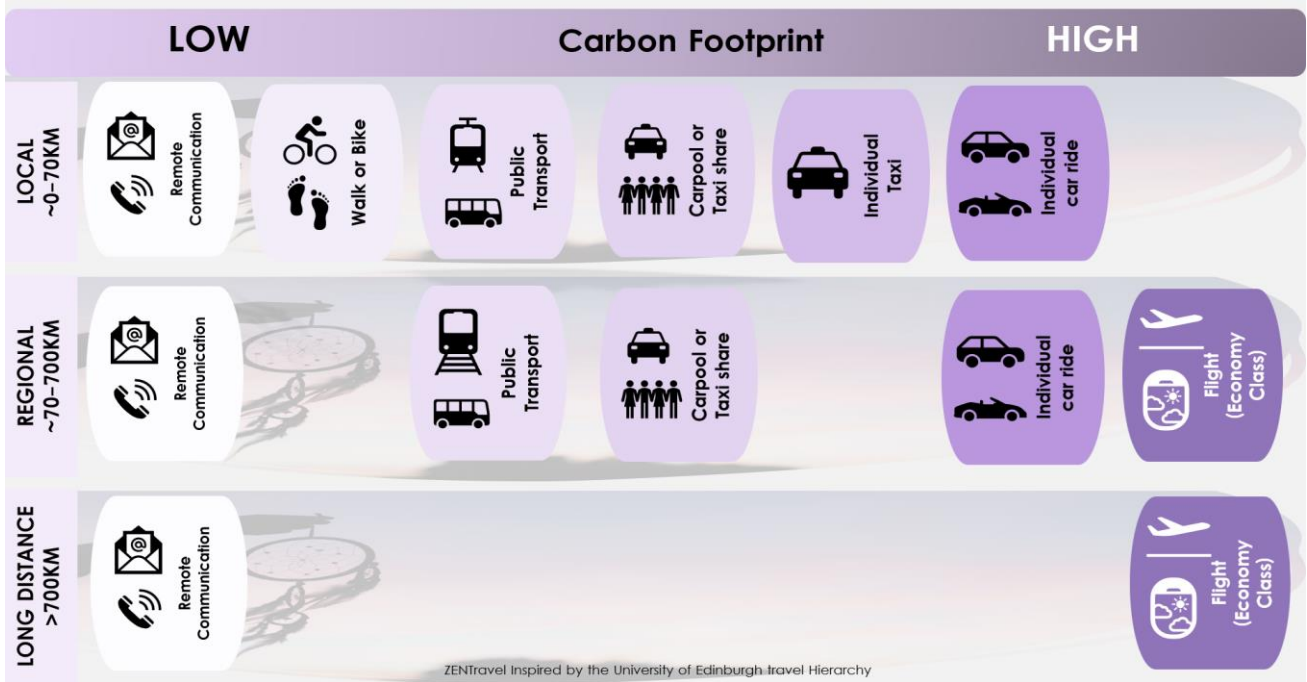 LOW
Carbon Footprint
HIGH
LOCAL
~0–70KM
@
Remote
Communication
Walk or Bike
Public
Transport
Carpool or
Taxi share
Individual
Taxi
Individual
car ride
REGIONAL
~70–700KM
@
Remote
Communication
Public
Transport
Carpool or
Taxi share
Individual
car ride
Flight
(Economy
Class)
LONG DISTANCE
>700KM
@
Remote
Communication
Flight
(Economy
Class)
ZENTravel Inspired by the University of Edinburgh travel Hierarchy